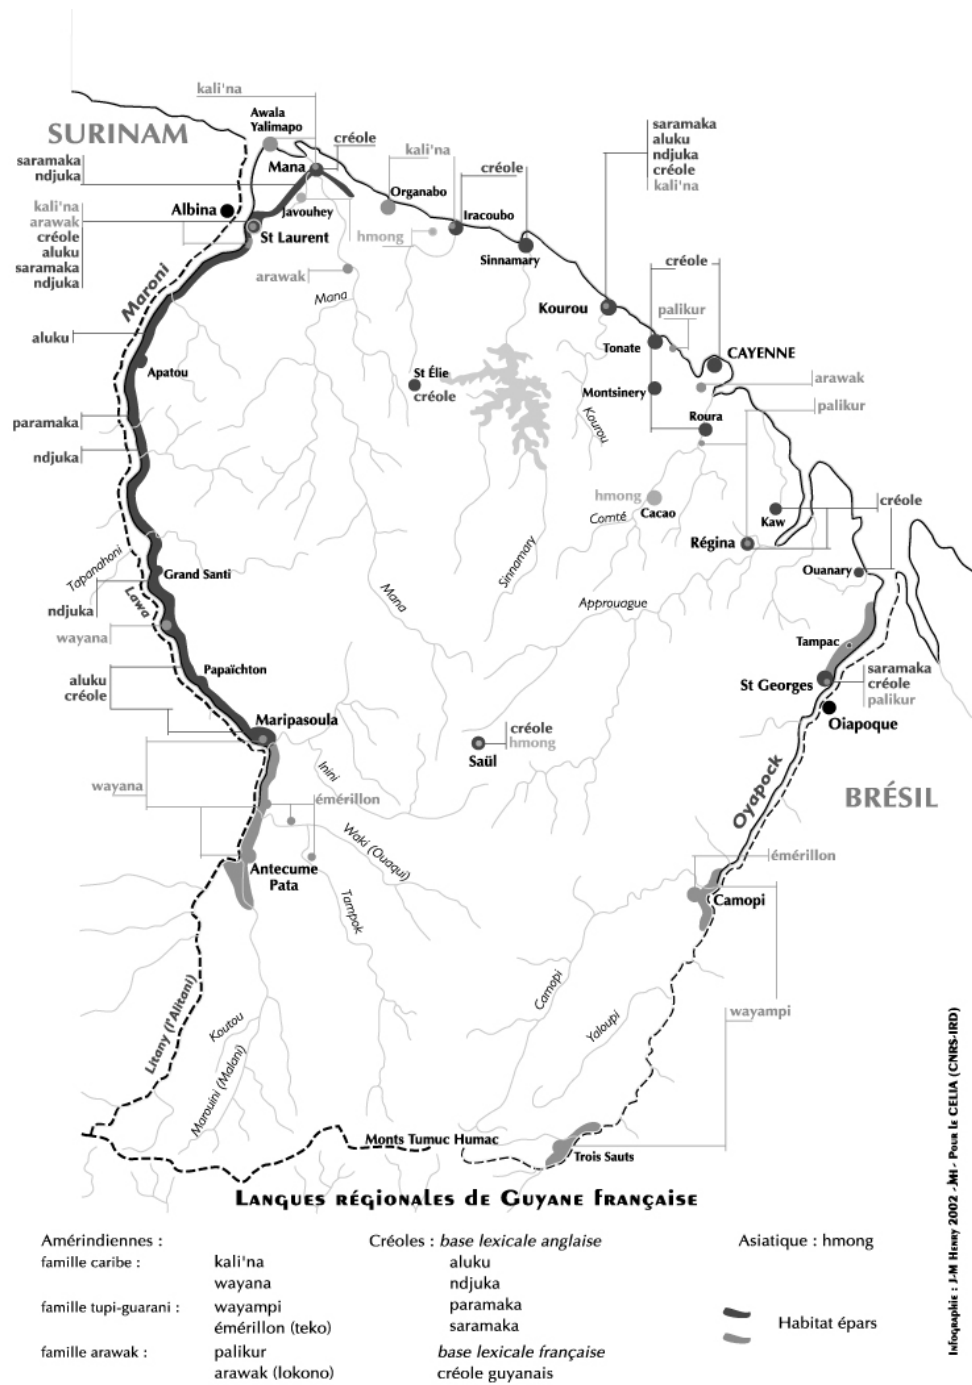 kali'na
Awala
Yalimapo
SURINAM
créole
saramaka
aluku
ndjuka
créole
kali'na
saramaka
ndjuka
Mana
kali'na
créole
Organabo
kali'na
arawak
créole
aluku
saramaka
ndjuka
Albina
Javouhey
St Laurent
hmong
Iracoubo
Sinnamary
créole
Maroni
arawak
Mana
Kourou
palikur
aluku
Tonate
CAYENNE
Apatou
St Élie
créole
Montsinery
arawak
palikur
Roura
Kourou
paramaka
ndjuka
hmong
Cacao
Comté
Kaw
créole
Régina
Sinnamary
Ouanary
Tapanahoni
Grand Santi
Lawa
ndjuka
Mana
Approuague
wayana
Tampac
Papaïchton
aluku
créole
St Georges
saramaka
créole
palikur
Oiapoque
Maripasoula
créole
hmong
Saül
Inini
wayana
émérillon
Oyapock
BRÉSIL
Waki (Ouaqui)
émérillon
Antecume
Pata
Tampok
Camopi
Camopi
Litany (l'Alitani)
Koutou
Marouini (Malani)
Yaloupi
wayampi
Monts Tumuc Humac
Trois Sauts
Langues régionales de Guyane française
Amérindiennes :
famille caribe : kali'na
wayana
famille tupi-guarani : wayampi
émérillon (teko)
famille arawak : palikur
arawak (lokono)
Créoles : base lexicale anglaise
aluku
ndjuka
paramaka
saramaka
base lexicale française
créole guyanais
Asiatique : hmong
Habitat épars
Infographie : J-M Henry 2002 - JMH - Pour le CELIA (CNRS-IRD)